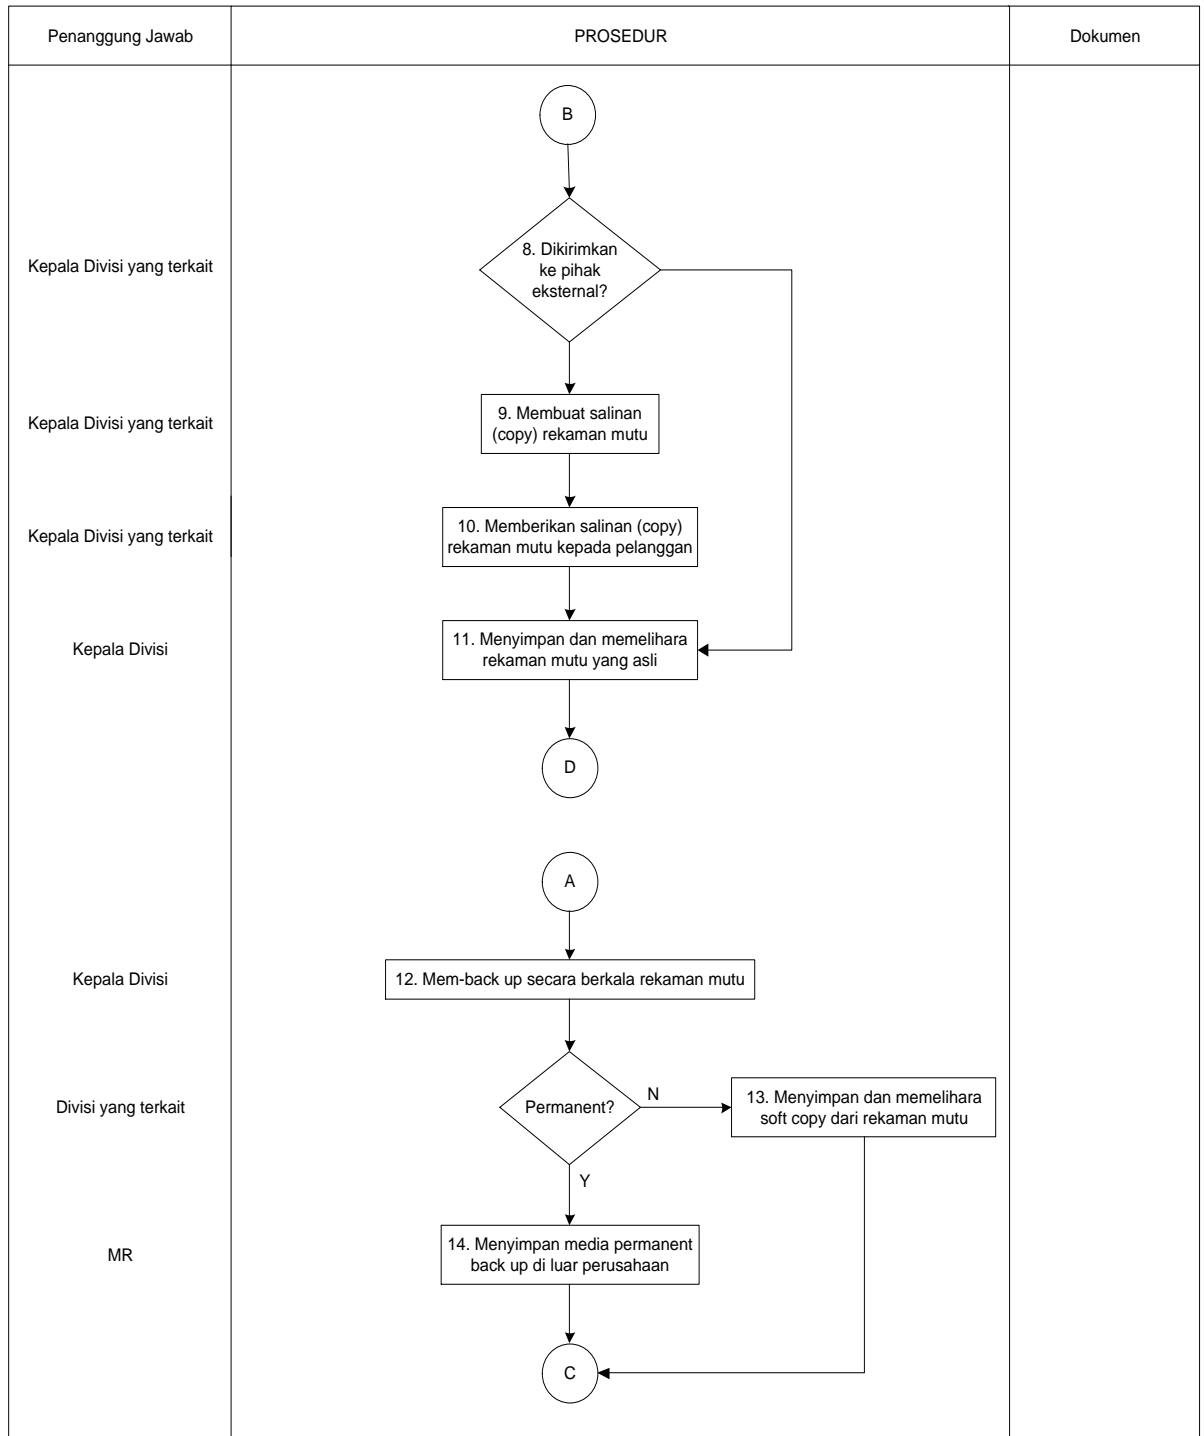 Penanggung Jawab
PROSEDUR
Dokumen
B
Kepala Divisi yang terkait
8. Dikirimkan
ke pihak
eksternal?
Kepala Divisi yang terkait
9. Membuat salinan
(copy) rekaman mutu
Kepala Divisi yang terkait
10. Memberikan salinan (copy)
rekaman mutu kepada pelanggan
Kepala Divisi
11. Menyimpan dan memelihara
rekaman mutu yang asli
D
A
Kepala Divisi
12. Mem-back up secara berkala rekaman mutu
Divisi yang terkait
Permanent?
N
13. Menyimpan dan memelihara
soft copy dari rekaman mutu
Y
MR
14. Menyimpan media permanent
back up di luar perusahaan
C